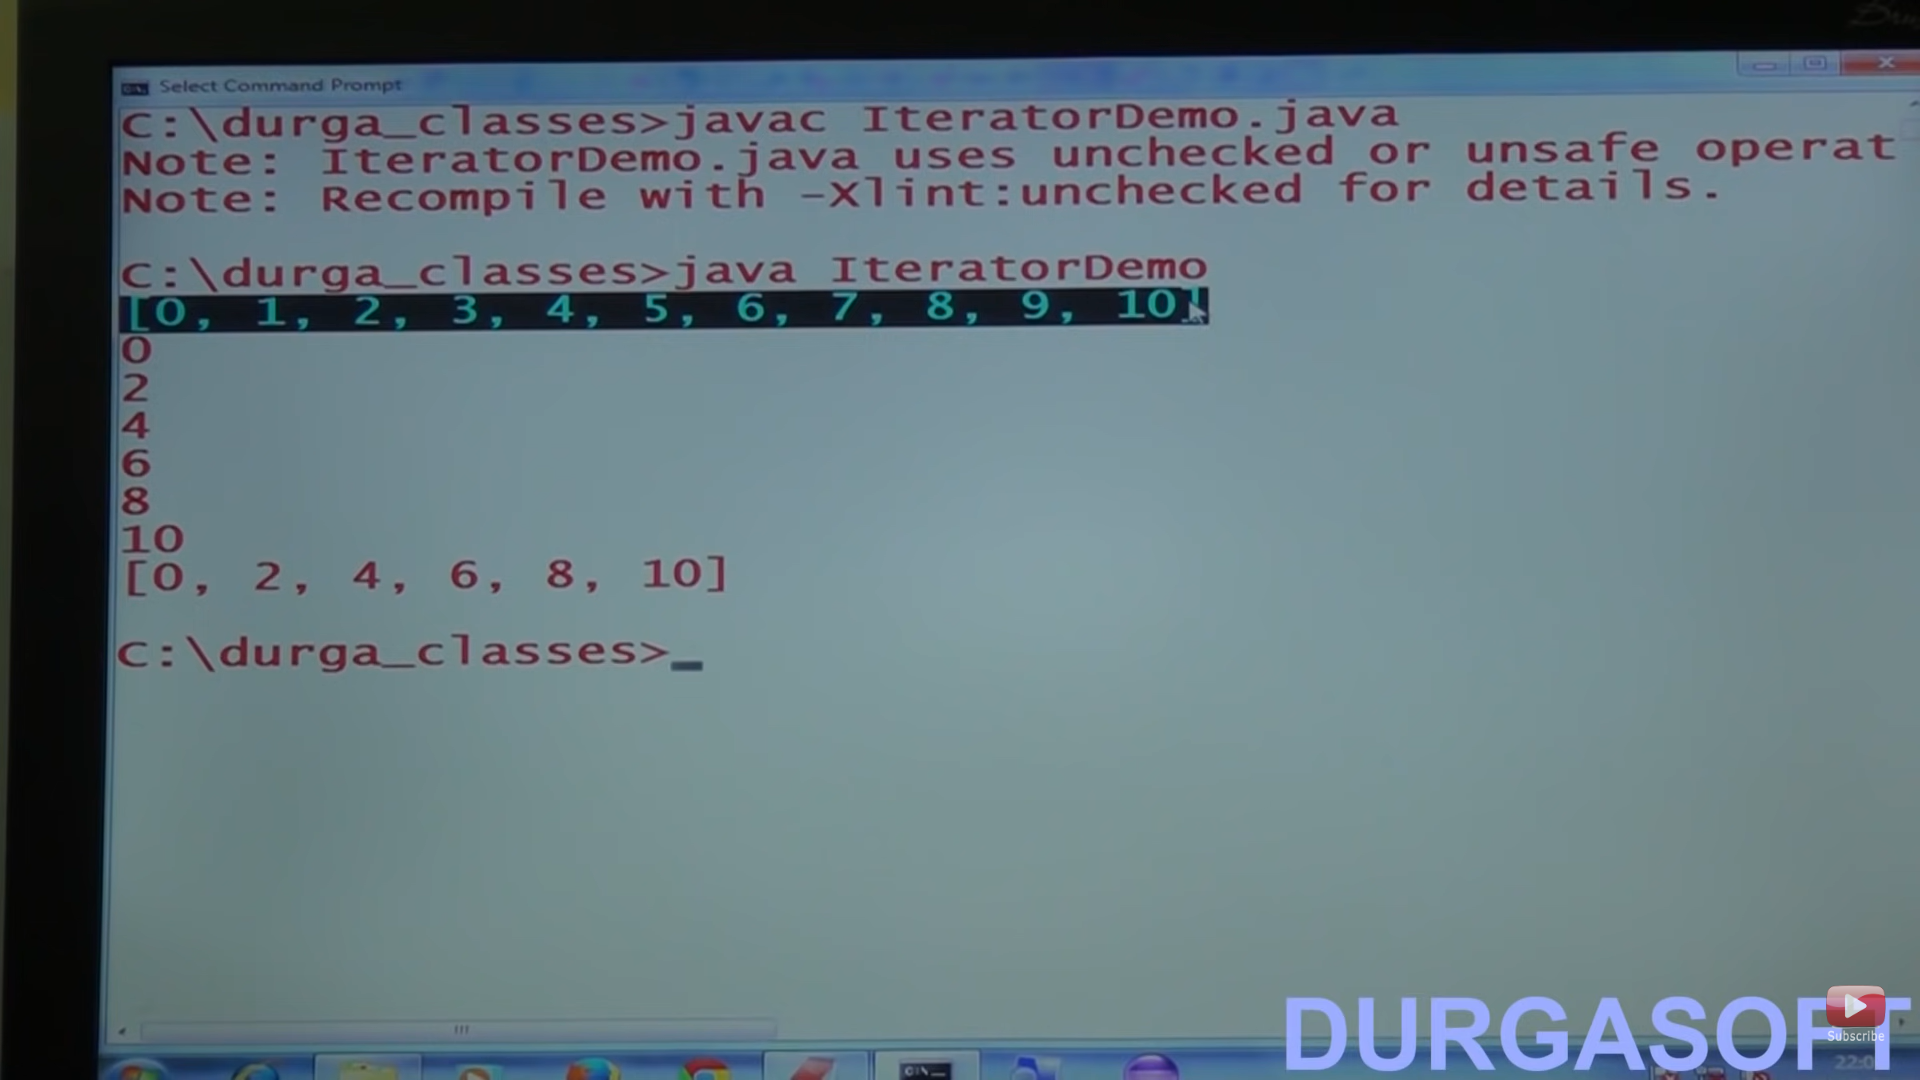 Select Command Prompt
C:\durga_classes>javac IteratorDemo.java
Note: IteratorDemo.java uses unchecked or unsafe operat
Note: Recompile with -Xlint:unchecked for details.
C:\durga_classes>java IteratorDemo
[0, 1, 2, 3, 4, 5, 6, 7, 8, 9, 10]
0
2
4
6
8
10
[0, 2, 4, 6, 8, 10]
C:\durga_classes>_
DURGASOFT
Subscribe